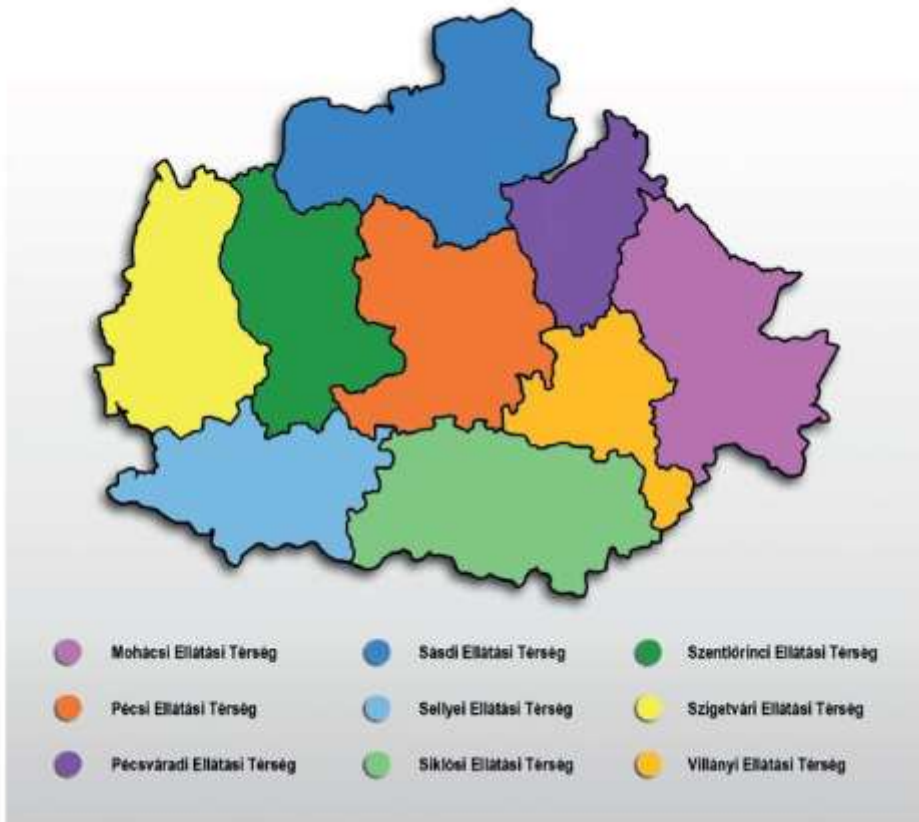 Mohácsi Ellátási Térség
Sásdi Ellátási Térség
Szentlőrinci Ellátási Térség
Pécsi Ellátási Térség
Sellyei Ellátási Térség
Szigetvári Ellátási Térség
Pécsváradi Ellátási Térség
Siklósi Ellátási Térség
Villányi Ellátási Térség